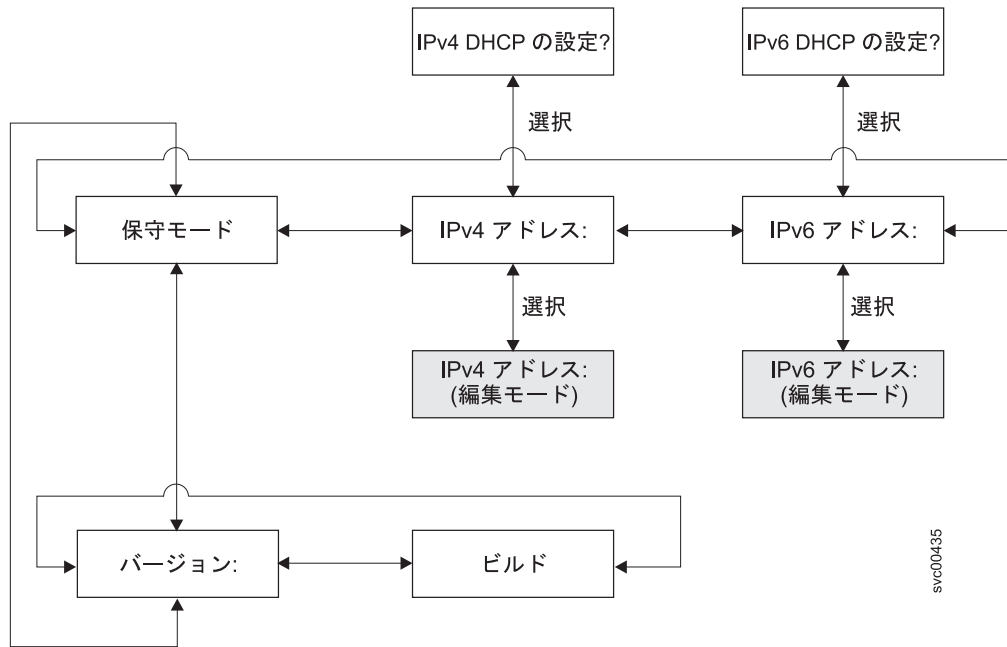 IPv4 DHCP の設定?
IPv6 DHCP の設定?
選択
選択
保守モード
IPv4 アドレス:
IPv6 アドレス:
選択
選択
IPv4 アドレス:
(編集モード)
IPv6 アドレス:
(編集モード)
バージョン:
ビルド
svc00435